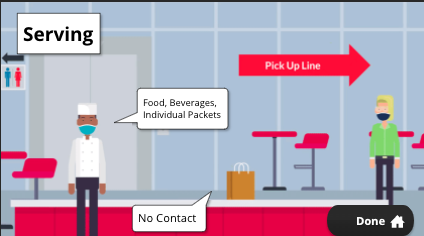 Serving
Pick Up Line
Food, Beverages,
Individual Packets
No Contact
Done